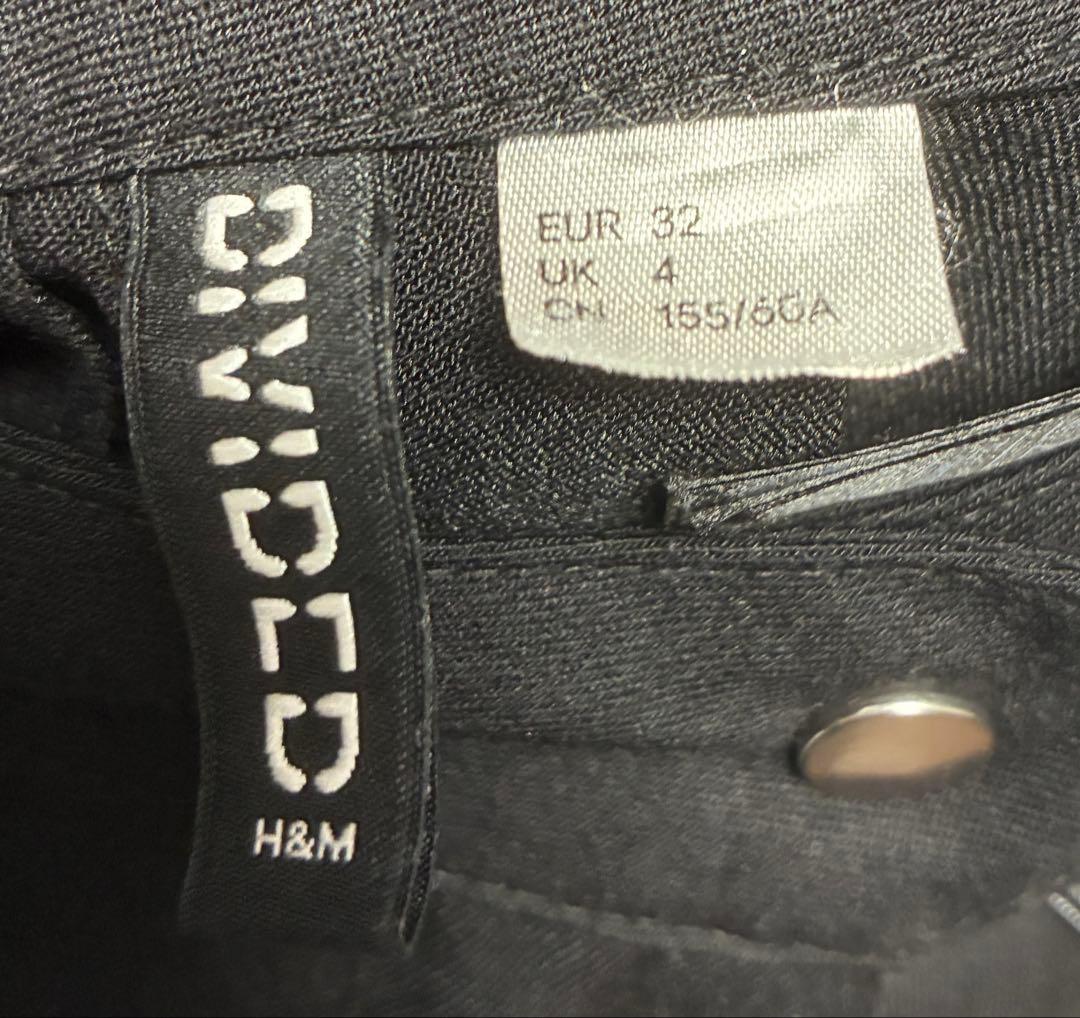 DIVIDED
H&M
EUR 32
UK 4
CN 155/60A